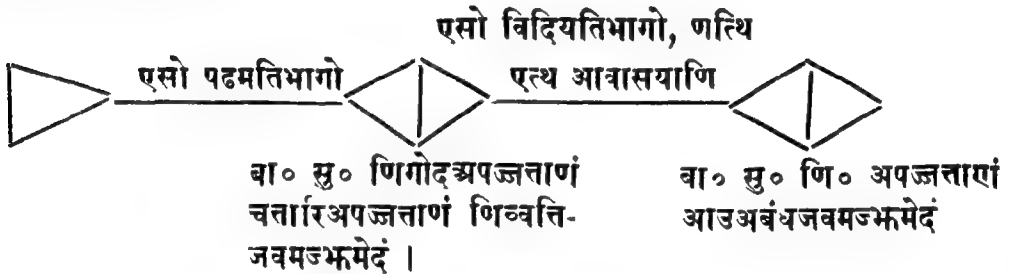 एसो विदियतिभागो, णत्थि
एसो पढमतिभागो
एत्थ आवासयाणि
बा० सु० णिगोदअपज्जत्ताणं
चत्तारिअपज्जत्ताणं णिव्वत्ति-
जवमज्झमेदं ।
बा० सु० णि० अपज्जत्ताणं
आउअबंधजवमज्झमेदं